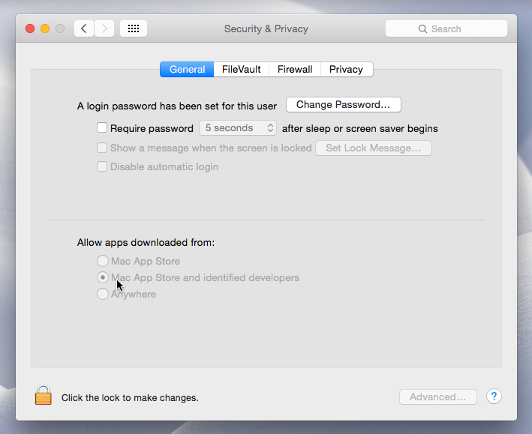 Security & Privacy
Search
General FileVault Firewall Privacy
A login password has been set for this user Change Password...
Require password 5 seconds after sleep or screen saver begins
Show a message when the screen is locked Set Lock Message...
Disable automatic login
Allow apps downloaded from:
Mac App Store
Mac App Store and identified developers
Anywhere
Click the lock to make changes. Advanced... ?